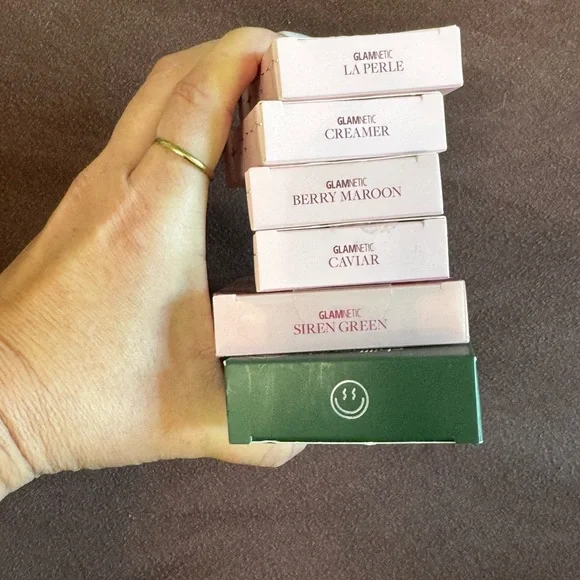 GLAMNETIC
LA PERLE
GLAMNETIC
CREAMER
GLAMNETIC
BERRY MAROON
GLAMNETIC
CAVIAR
GLAMNETIC
SIREN GREEN